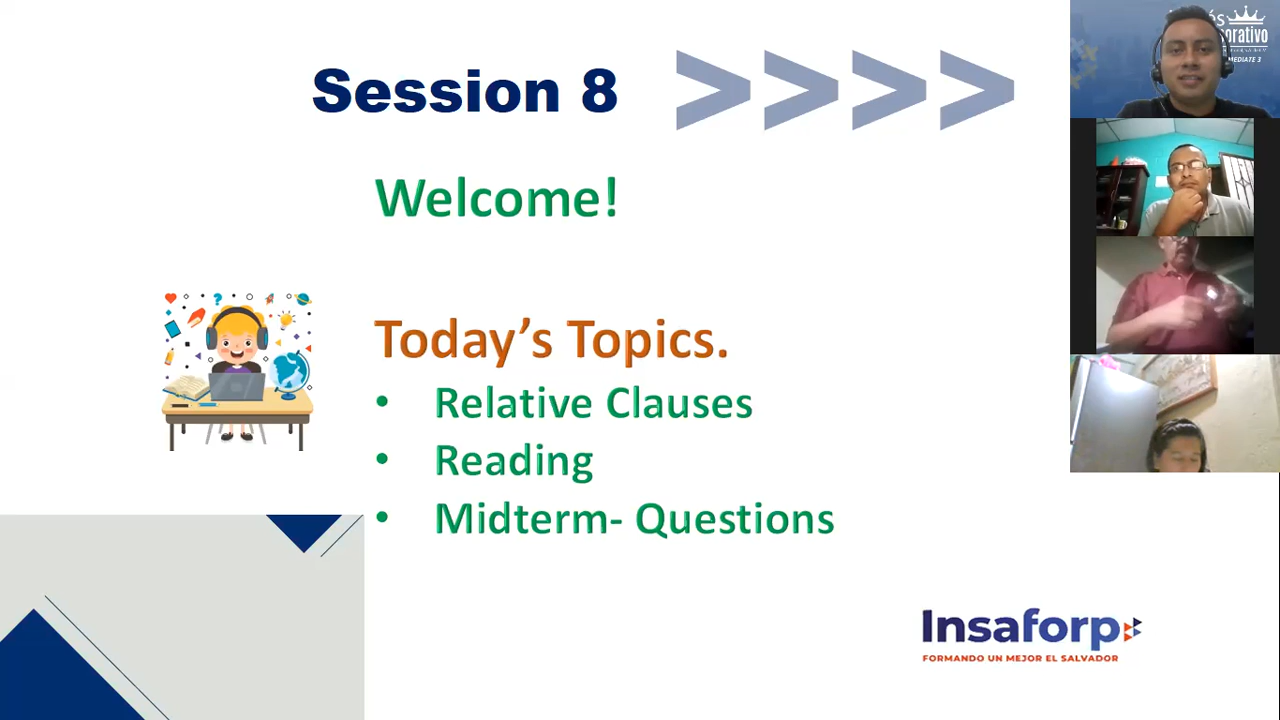 Session 8 >>>>
Welcome!
Today's Topics.
• Relative Clauses
• Reading
• Midterm- Questions
Insaforp
FORMANDO UN MEJOR EL SALVADOR